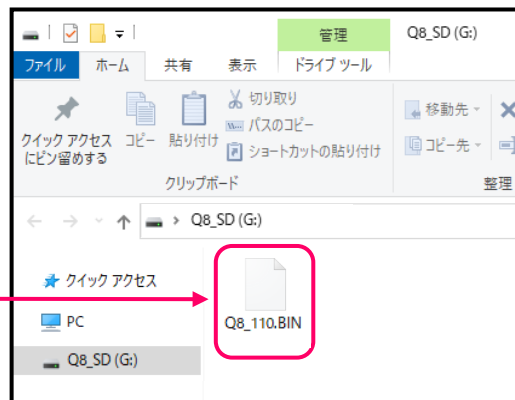 管理
Q8_SD (G:)
ファイル ホーム 共有 表示 ドライブ ツール
クイック アクセス
にピン留めする
コピー
貼り付け
切り取り
パスのコピー
ショートカットの貼り付け
クリップボード
移動先
コピー先
整理
Q8_SD (G:)
クイック アクセス
PC
Q8_SD (G:)
Q8_110.BIN